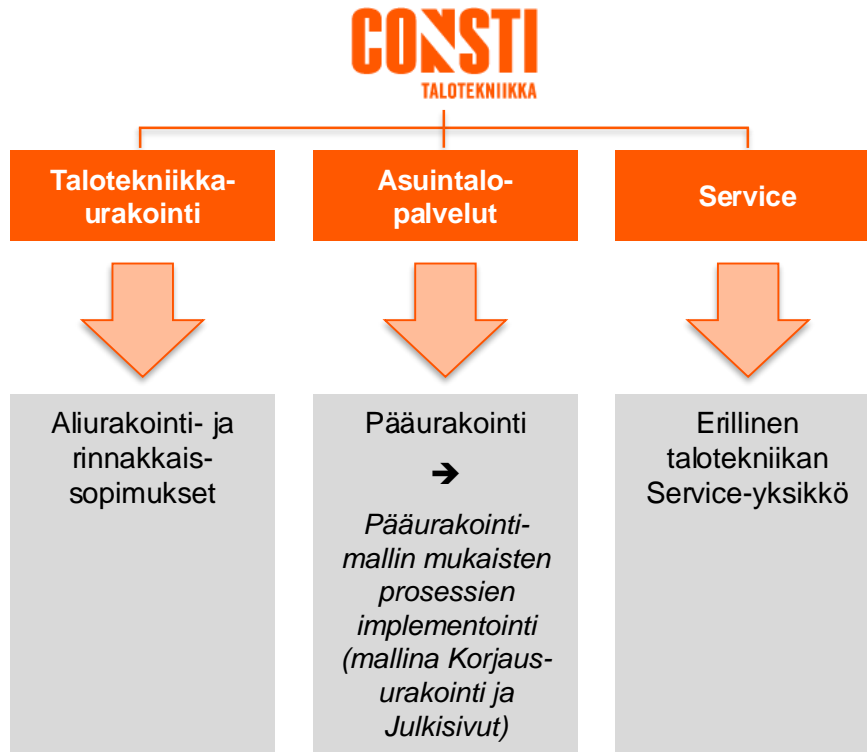 CONSTI
TALOTEKNIIKKA
Talotekniikka-
urakointi
Asuintalo-
palvelut
Service
Aliurakointi- ja
rinnakkais-
sopimukset
Pääurakointi
➔
Pääurakointi-
mallin mukaisten
prosessien
implementointi
(mallina Korjaus-
urakointi ja
Julkisivut)
Erillinen
talotekniikan
Service-yksikkö